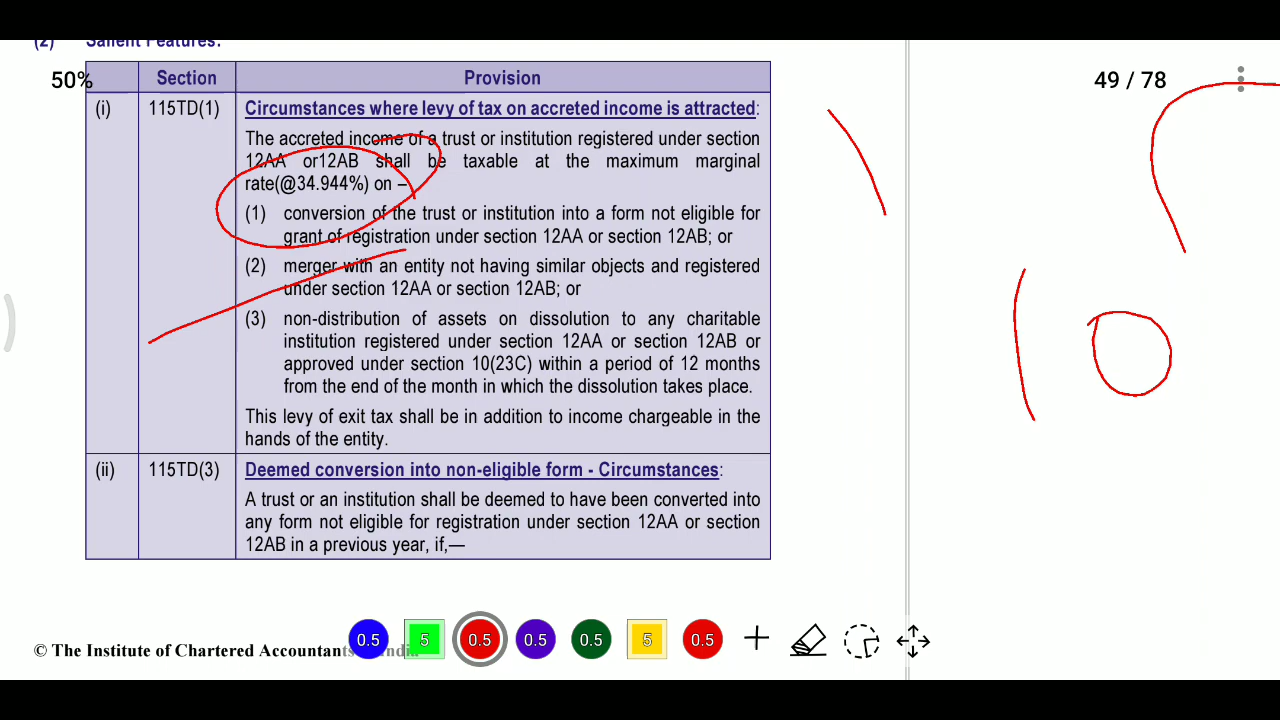 (2) Salient Features:
50%
49 / 78
Section Provision
(i) 115TD(1) Circumstances where levy of tax on accreted income is attracted:
The accreted income of a trust or institution registered under section
12AA or12AB shall be taxable at the maximum marginal
rate(@34.944%) on –
(1) conversion of the trust or institution into a form not eligible for
grant of registration under section 12AA or section 12AB; or
(2) merger with an entity not having similar objects and registered
under section 12AA or section 12AB; or
(3) non-distribution of assets on dissolution to any charitable
institution registered under section 12AA or section 12AB or
approved under section 10(23C) within a period of 12 months
from the end of the month in which the dissolution takes place.
This levy of exit tax shall be in addition to income chargeable in the
hands of the entity.
(ii) 115TD(3) Deemed conversion into non-eligible form - Circumstances:
A trust or an institution shall be deemed to have been converted into
any form not eligible for registration under section 12AA or section
12AB in a previous year, if,—
10
0.5 5 0.5 0.5 0.5 5 0.5
© The Institute of Chartered Accountants of India